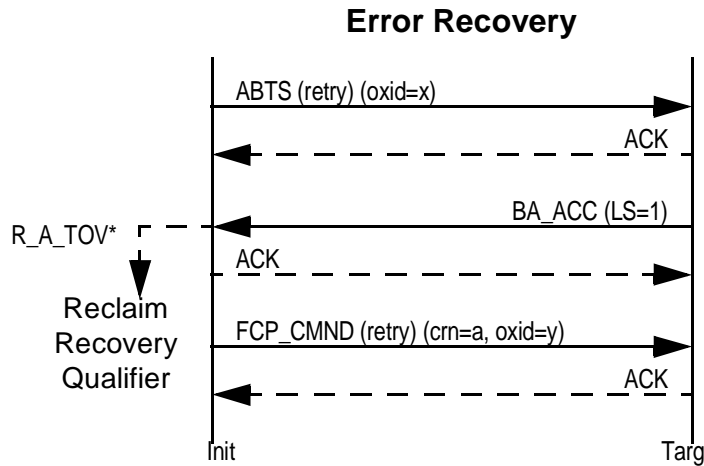 Error Recovery
ABTS (retry) (oxid=x)
ACK
BA_ACC (LS=1)
R_A_TOV*
ACK
Reclaim
Recovery
Qualifier
FCP_CMND (retry) (crn=a, oxid=y)
ACK
Init
Targ